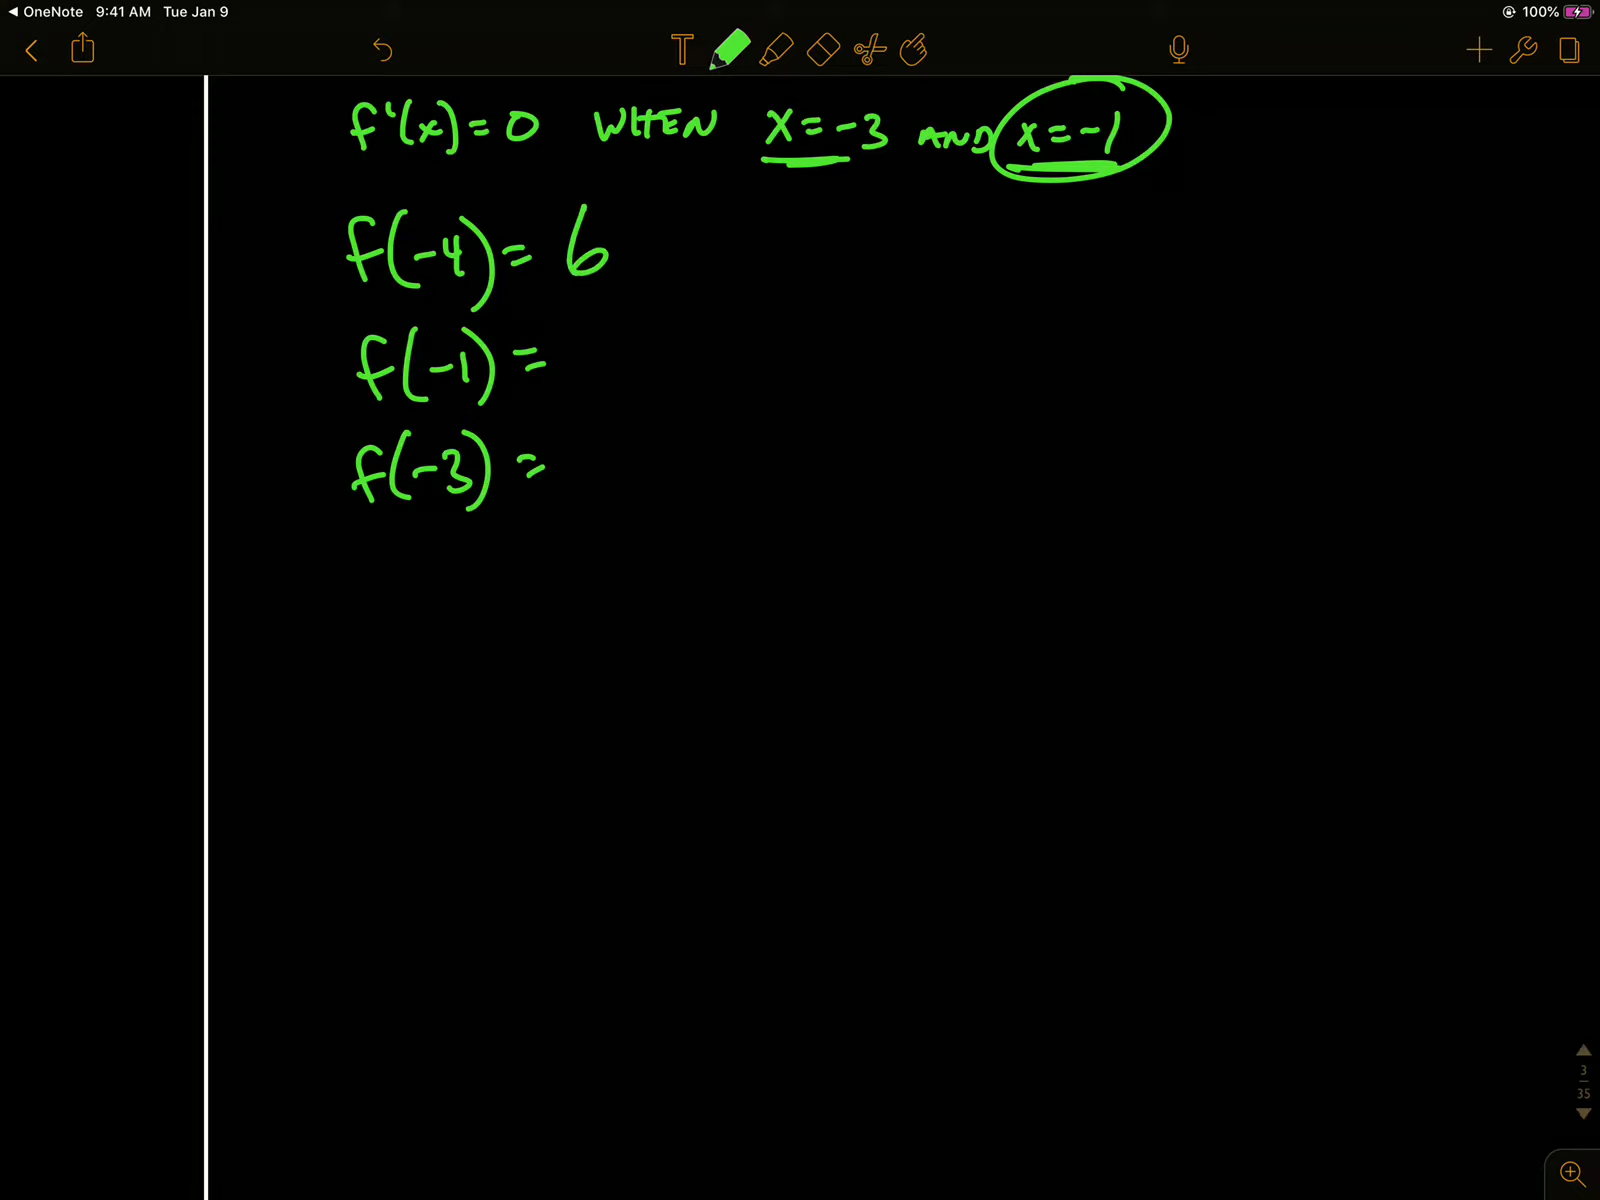 ◀ OneNote 9:41 AM Tue Jan 9 100%
T
f'(x)=0 WHEN x=-3 AND x=-1
f(-4)= 6
f(-1)=
f(-3)=
3
35